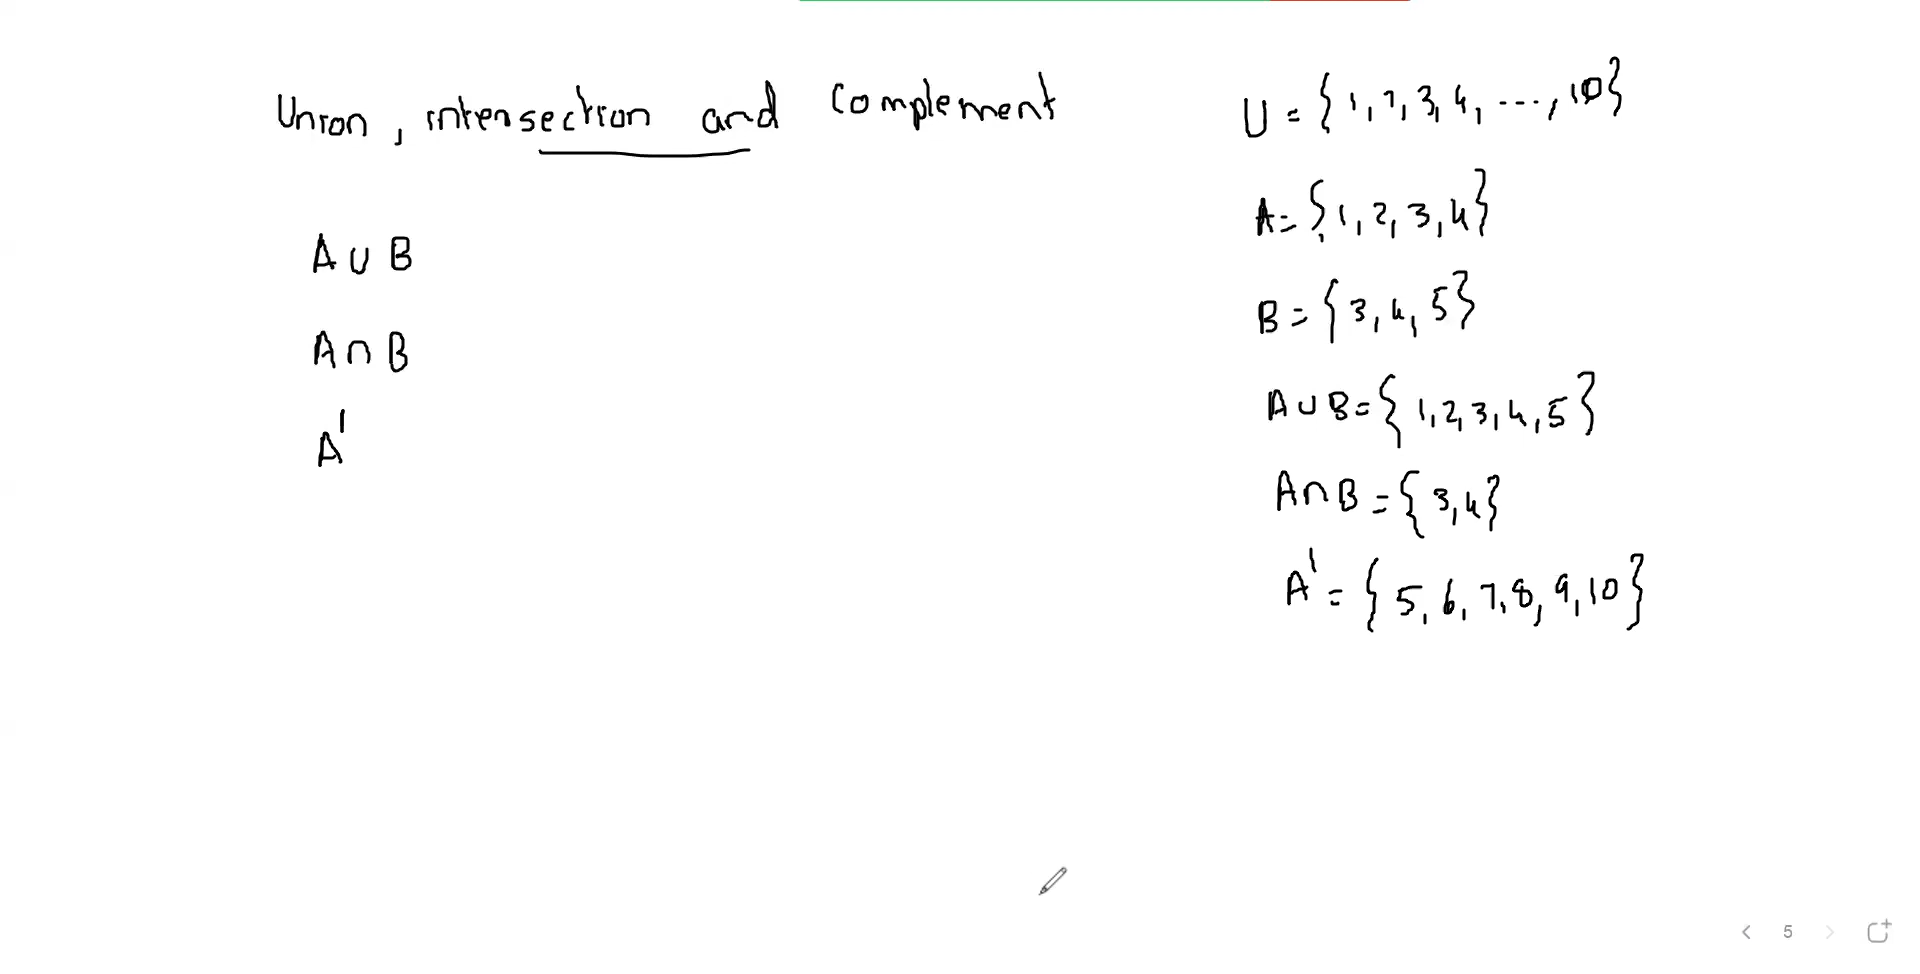 Union, intersection and complement
A ∪ B
A ∩ B
A'
U = {1, 2, 3, 4, ..., 10}
A = {1, 2, 3, 4}
B = {3, 4, 5}
A ∪ B = {1, 2, 3, 4, 5}
A ∩ B = {3, 4}
A' = {5, 6, 7, 8, 9, 10}
5